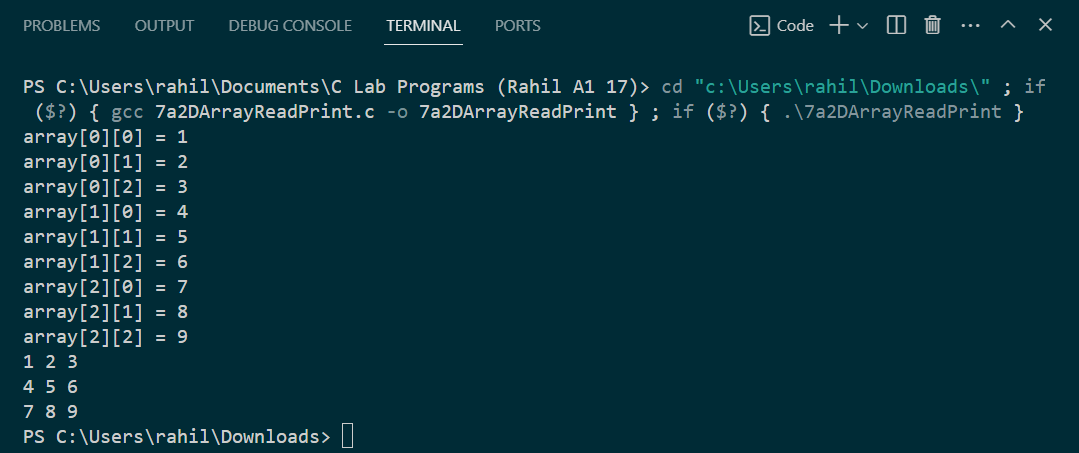 PROBLEMS OUTPUT DEBUG CONSOLE TERMINAL PORTS Code
PS C:\Users\rahil\Documents\C Lab Programs (Rahil A1 17)> cd "c:\Users\rahil\Downloads\" ; if
($?) { gcc 7a2DArrayReadPrint.c -o 7a2DArrayReadPrint } ; if ($?) { .\7a2DArrayReadPrint }
array[0][0] = 1
array[0][1] = 2
array[0][2] = 3
array[1][0] = 4
array[1][1] = 5
array[1][2] = 6
array[2][0] = 7
array[2][1] = 8
array[2][2] = 9
1 2 3
4 5 6
7 8 9
PS C:\Users\rahil\Downloads>